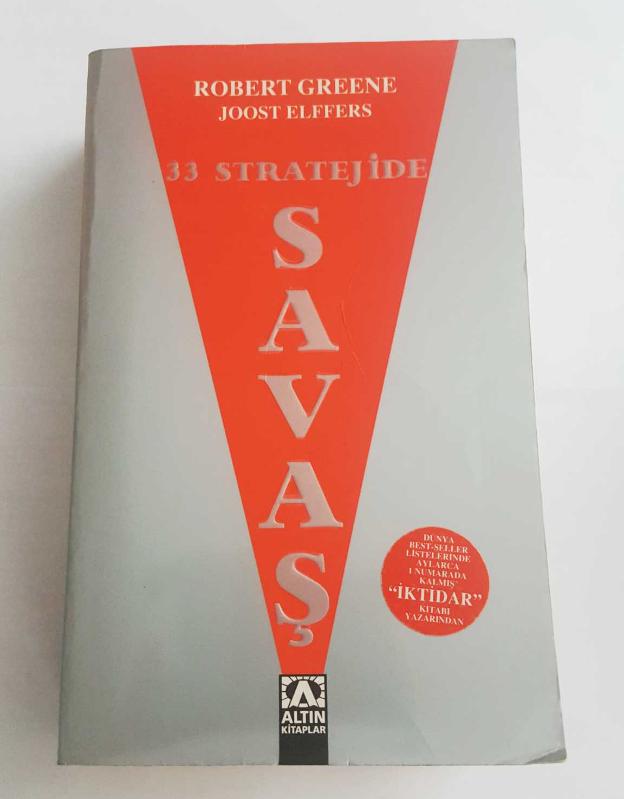 ROBERT GREENE
JOOST ELFFERS
33 STRATEJİDE
SAVAŞ
DÜNYA
BEST-SELLER
LİSTELERİNDE
AYLARCA
1 NUMARADA
KALMIŞ
"İKTİDAR"
KİTABI
YAZARINDAN
ALTIN
KİTAPLAR